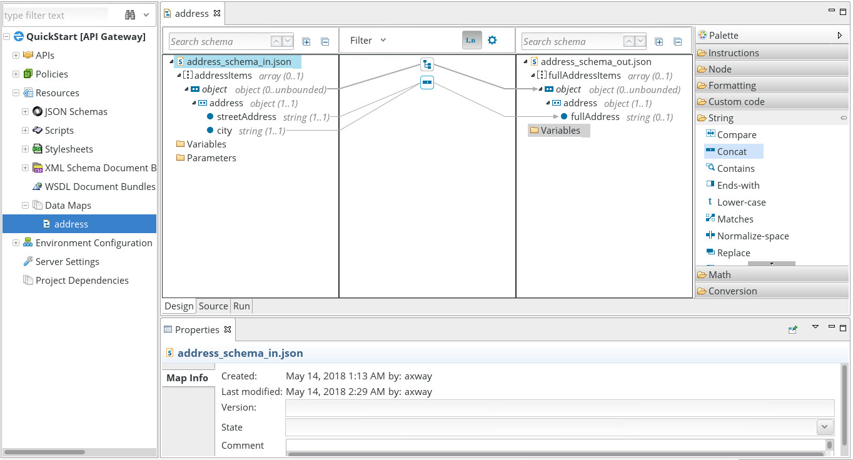 type filter text
QuickStart [API Gateway]
APIs
Policies
Resources
JSON Schemas
Scripts
Stylesheets
XML Schema Document B
WSDL Document Bundles
Data Maps
address
Environment Configuration
Server Settings
Project Dependencies
address
Search schema
address_schema_in.json
addressItems array (0..1)
object object (0..unbounded)
address object (1..1)
streetAddress string (1..1)
city string (1..1)
Variables
Parameters
Filter
Search schema
address_schema_out.json
fullAddressItems array (0..1)
object object (0..unbounded)
address object (1..1)
fullAddress string (0..1)
Variables
Palette
Instructions
Node
Formatting
Custom code
String
Compare
Concat
Contains
Ends-with
Lower-case
Matches
Normalize-space
Replace
Math
Conversion
Design Source Run
Properties
address_schema_in.json
Map Info
Created: May 14, 2018 1:13 AM by: axway
Last modified: May 14, 2018 2:29 AM by: axway
Version:
State
Comment